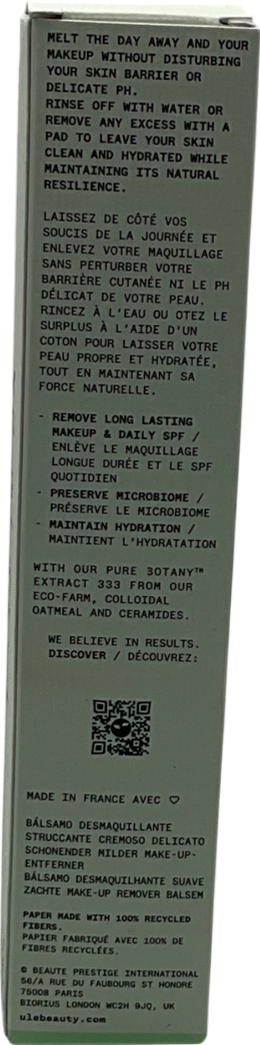 MELT THE DAY AWAY AND YOUR
MAKEUP WITHOUT DISTURBING
YOUR SKIN BARRIER OR
DELICATE PH.
RINSE OFF WITH WATER OR
REMOVE ANY EXCESS WITH A
PAD TO LEAVE YOUR SKIN
CLEAN AND HYDRATED WHILE
MAINTAINING ITS NATURAL
RESILIENCE.
LAISSEZ DE CÔTÉ VOS
SOUCIS DE LA JOURNÉE ET
ENLEVEZ VOTRE MAQUILLAGE
SANS PERTURBER VOTRE
BARRIÈRE CUTANÉE NI LE PH
DÉLICAT DE VOTRE PEAU.
RINCEZ À L'EAU OU OTEZ LE
SURPLUS À L'AIDE D'UN
COTON POUR LAISSER VOTRE
PEAU PROPRE ET HYDRATÉE,
TOUT EN MAINTENANT SA
FORCE NATURELLE.
- REMOVE LONG LASTING
MAKEUP & DAILY SPF /
ENLÈVE LE MAQUILLAGE
LONGUE DURÉE ET LE SPF
QUOTIDIEN
- PRESERVE MICROBIOME /
PRÉSERVE LE MICROBIOME
- MAINTAIN HYDRATION /
MAINTIENT L'HYDRATATION
WITH OUR PURE BOTANY™
EXTRACT 333 FROM OUR
ECO-FARM, COLLOIDAL
OATMEAL AND CERAMIDES.
WE BELIEVE IN RESULTS.
DISCOVER / DÉCOUVREZ:
MADE IN FRANCE AVEC ♡
BÁLSAMO DESMAQUILLANTE
STRUCCANTE CREMOSO DELICATO
SCHONENDER MILDER MAKE-UP-
ENTFERNER
BÁLSAMO DESMAQUILHANTE SUAVE
ZACHTE MAKE-UP REMOVER BALSEM
PAPER MADE WITH 100% RECYCLED
FIBERS.
PAPIER FABRIQUÉ AVEC 100% DE
FIBRES RECYCLÉES.
© BEAUTE PRESTIGE INTERNATIONAL
56/A RUE DU FAUBOURG ST HONORE
75008 PARIS
BIORIUS LONDON WC2H 9JQ, UK
ulebeauty.com